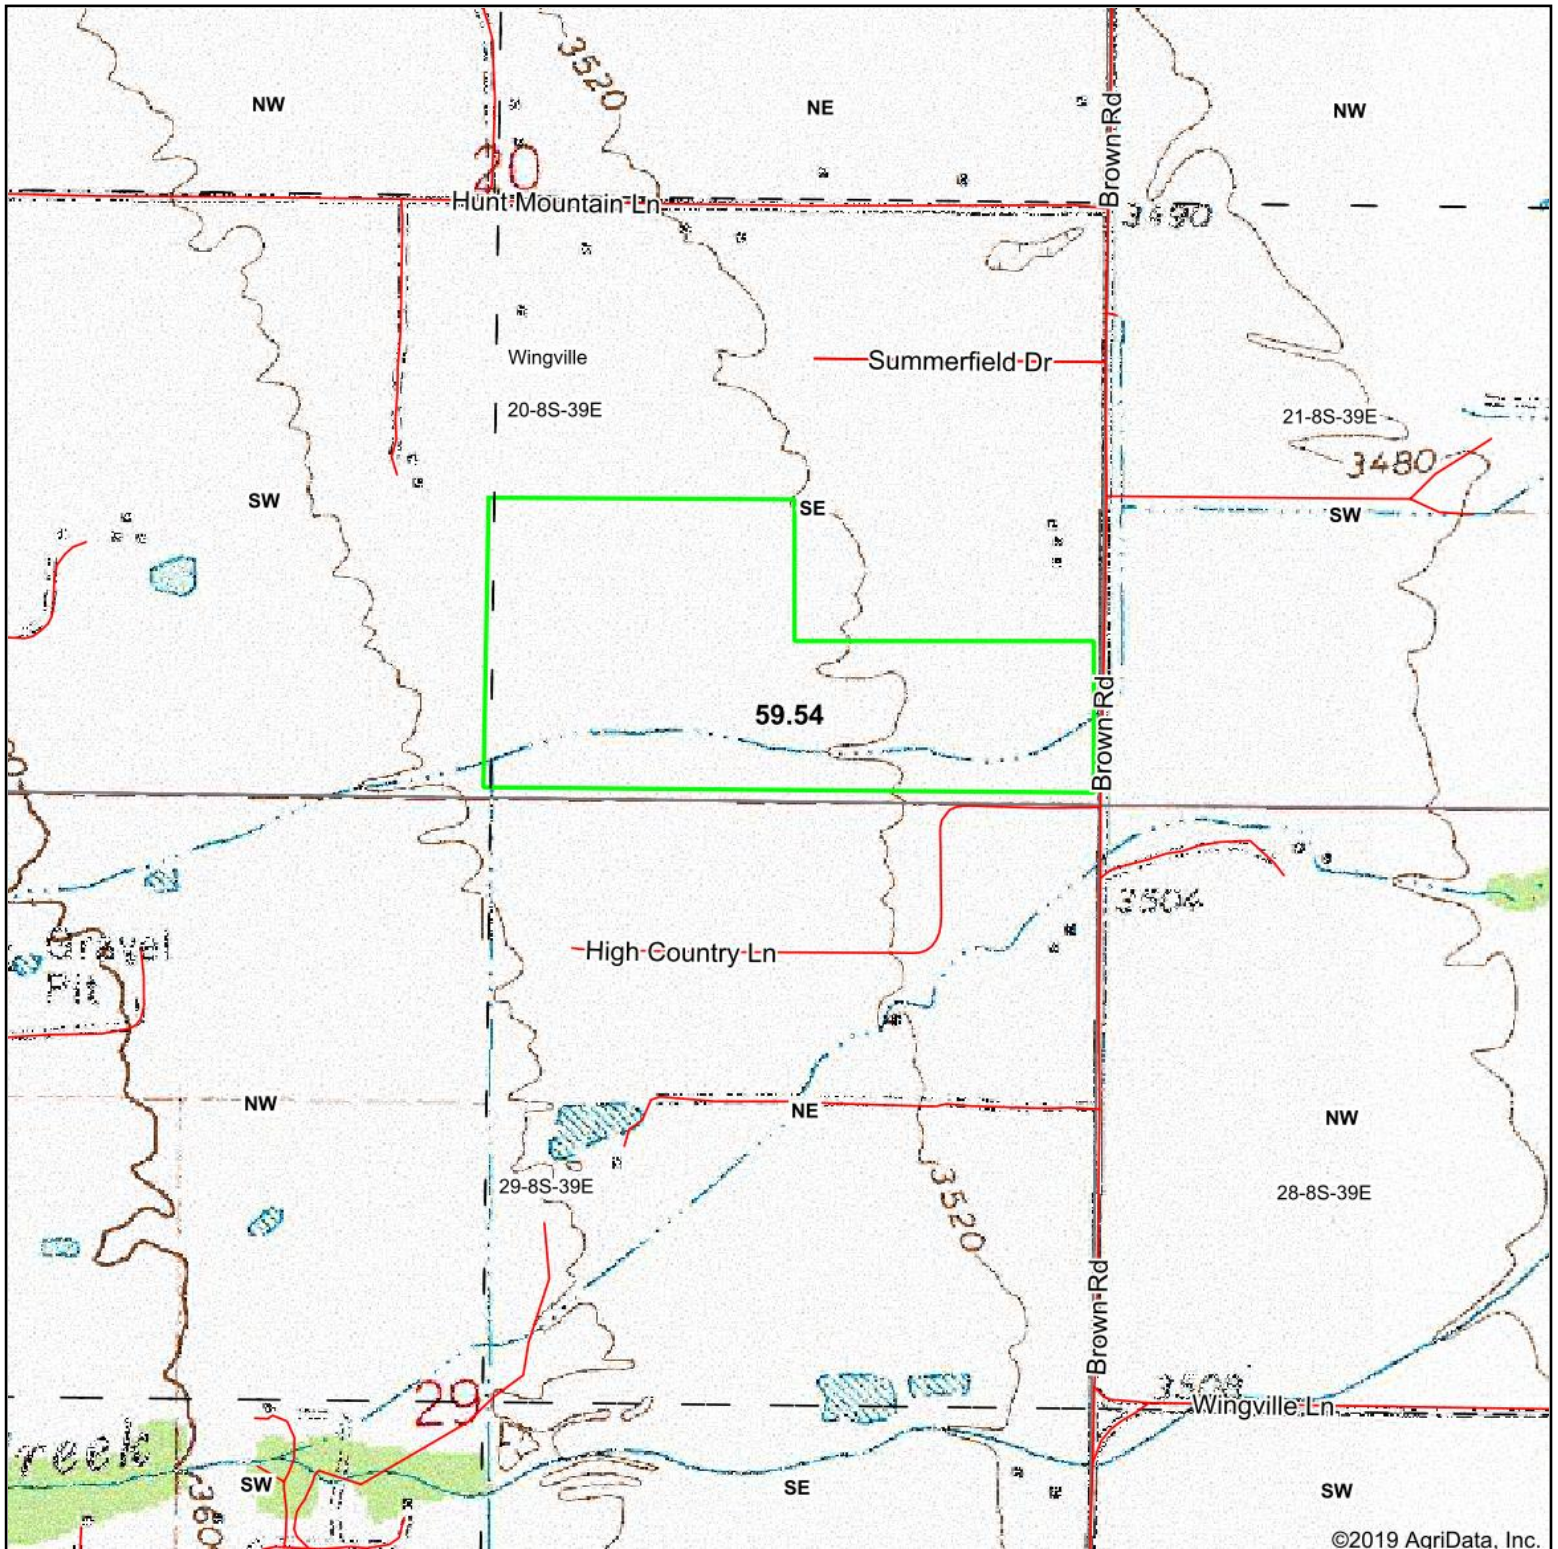 3520
NW
NE
NW
Brown Rd
20
Hunt Mountain Ln
3490
Wingville
Summerfield Dr
20-8S-39E
21-8S-39E
3480
SW
SE
SW
59.54
Brown Rd
3504
Gravel
Pit
High Country Ln
NW
NE
NW
29-8S-39E
28-8S-39E
3520
Brown Rd
29
3508
Wingville Ln
reek
SW
SE
SW
360
©2019 AgriData, Inc.